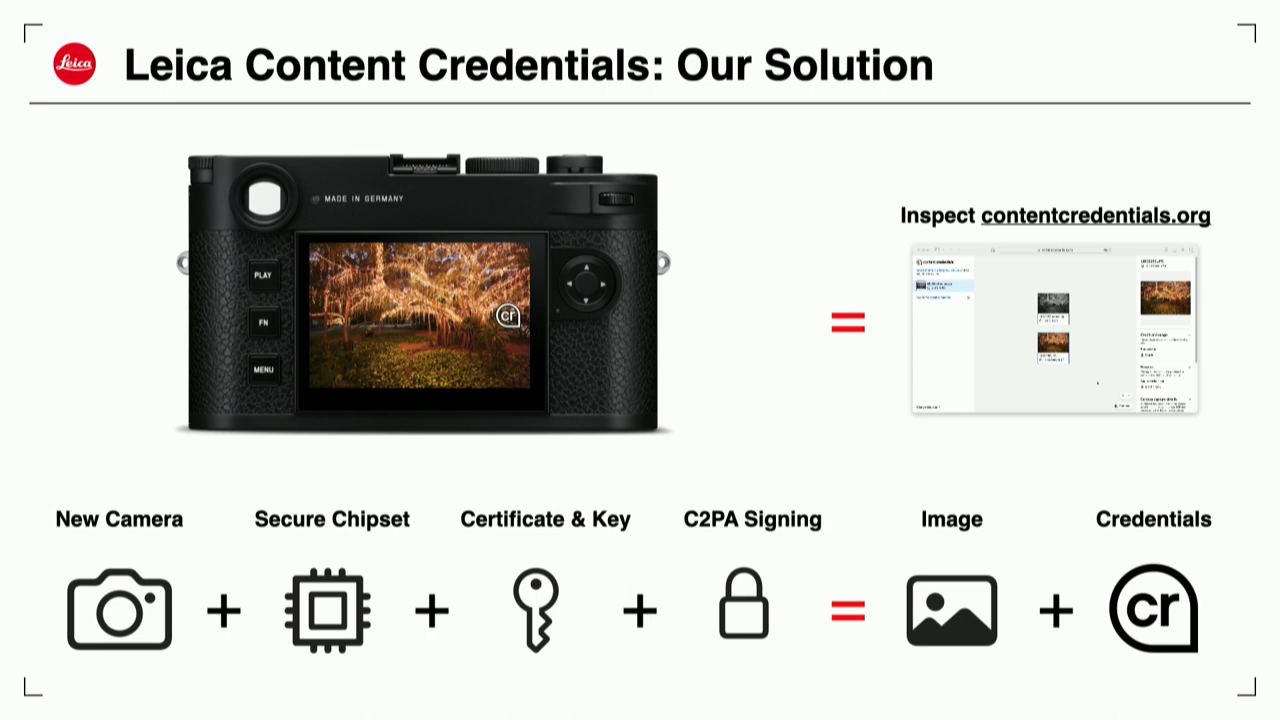 Leica
Leica Content Credentials: Our Solution
MADE IN GERMANY
PLAY
FN
MENU
cr
Inspect contentcredentials.org
New Camera
Secure Chipset
Certificate & Key
C2PA Signing
Image
Credentials
+
+
+
=
+
cr
=